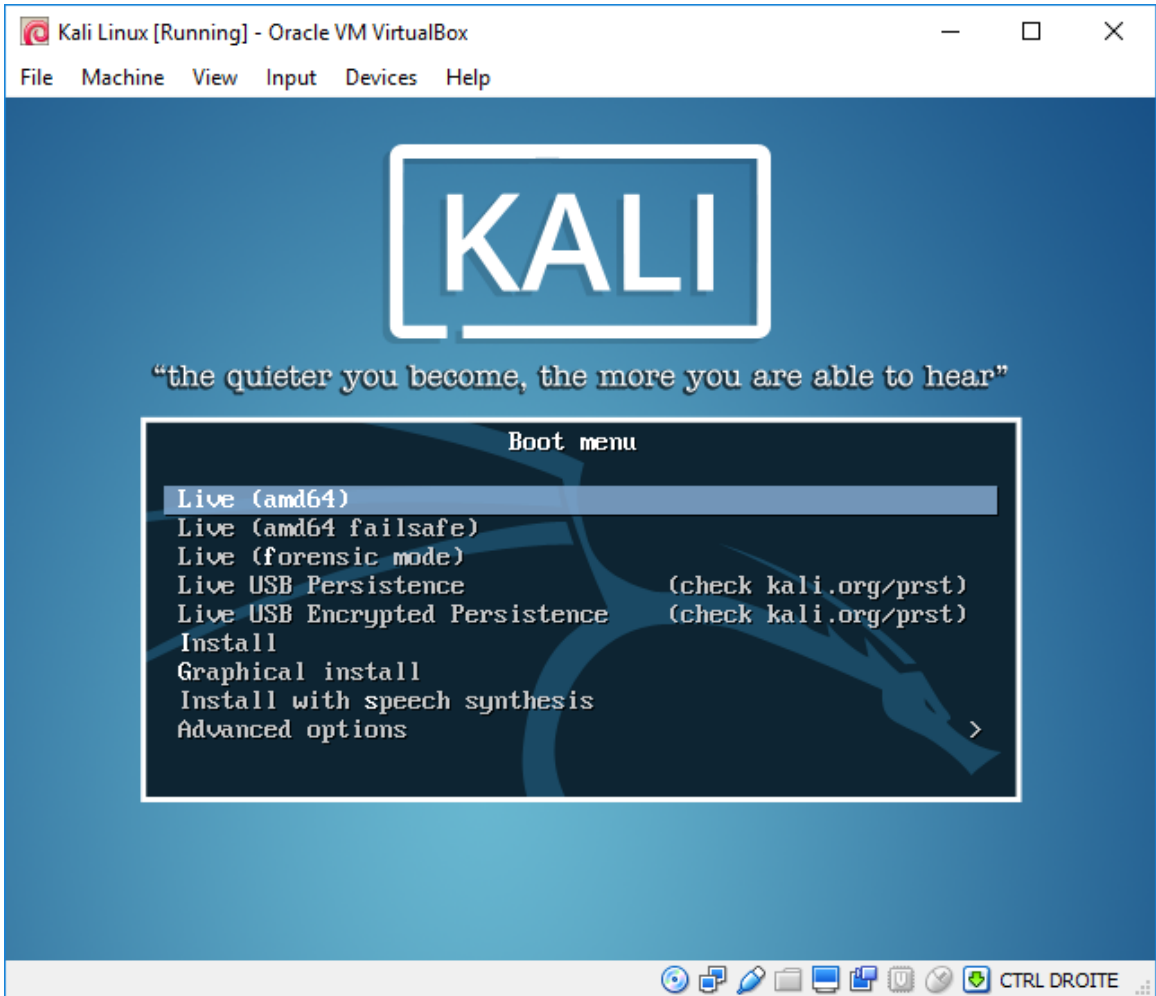 Kali Linux [Running] - Oracle VM VirtualBox
File Machine View Input Devices Help
KALI
“the quieter you become, the more you are able to hear”
Boot menu
Live (amd64)
Live (amd64 failsafe)
Live (forensic mode)
Live USB Persistence (check kali.org/prst)
Live USB Encrypted Persistence (check kali.org/prst)
Install
Graphical install
Install with speech synthesis
Advanced options >
CTRL DROITE